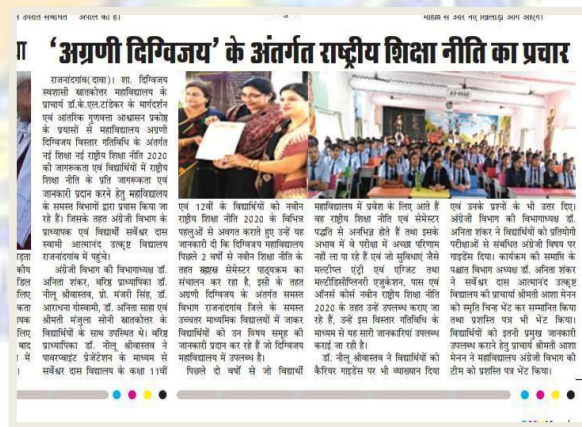 'अग्रणी दिग्विजय' के अंतर्गत राष्ट्रीय शिक्षा नीति का प्रचार
राजनांदगांव(दावा)। शा. दिग्विजय
स्वशासी स्नातकोत्तर महाविद्यालय के
प्राचार्य डॉ.के.एल.टांडेकर के मार्गदर्शन
एवं आंतरिक गुणवत्ता आश्वासन प्रकोष्ठ
के प्रयासों से महाविद्यालय अग्रणी
दिग्विजय विस्तार गतिविधि के अंतर्गत
नई शिक्षा नई राष्ट्रीय शिक्षा नीति 2020
को जागरूकता एवं विद्यार्थियों में राष्ट्रीय
शिक्षा नीति के प्रति जागरूकता एवं
जानकारी प्रदान करने हेतु महाविद्यालय
के समस्त विभागों द्वारा प्रयास किया जा
रहे हैं। जिसके तहत अंग्रेजी विभाग के
प्राध्यापक एवं विद्यार्थी सर्वेश्वर दास
स्वामी आत्मानंद उत्कृष्ट विद्यालय
राजनांदगाव में पहुंचे।
अंग्रेजी विभाग की विभागाध्यक्ष डॉ.
अनिता शंकर, वरिष्ठ प्राध्यापिका डॉ.
नीलू श्रीवास्तव, प्रो. मंजरि सिंह, डॉ.
आराधना गोस्वामी, डॉ. अनिता साहा एवं
श्रीमती मंजुला सोनी स्नातकोत्तर के
विद्यार्थियों के साथ उपस्थित थे। वरिष्ठ
प्राध्यापिका डॉ. नीलू श्रीवास्तव ने
पावरप्वाइंट प्रेजेंटेशन के माध्यम से
सर्वेश्वर दास विद्यालय के कक्षा 11वीं
एवं 12वीं के विद्यार्थियों को नवीन
राष्ट्रीय शिक्षा नीति 2020 के विभिन्न
पहलुओं से अवगत कराते हुए उन्हें यह
जानकारी दी कि दिग्विजय महाविद्यालय
पिछले 2 वर्षो से नवीन शिक्षा नीति के
तहत सेमेस्टर पाठ्यक्रम का
संचालन कर रहा है, इसी के तहत
अग्रणी दिग्विजय के अंतर्गत समस्त
विभाग राजनांदगांव जिले के समस्त
उच्चतर माध्यमिक विद्यालयों में जाकर
विद्यार्थियों को उन विषय समूह की
जानकारी प्रदान कर रहे हैं जो दिग्विजय
महाविद्यालय में उपलब्ध है।
पिछले दो वर्षो से जो विद्यार्थी
महाविद्यालय में प्रवेश के लिए आते हैं
वह राष्ट्रीय शिक्षा नीति एवं सेमेस्टर
पद्धति से अनभिज्ञ होते हैं तथा इसके
अभाव में वे परीक्षा में अच्छा परिणाम
नहीं ला पा रहे हैं एवं जो सुविधाएं जैसे
मल्टीप्ल एंट्री एवं एग्जिट तथा
मल्टीडिसीप्लिनरी एजुकेशन, पास एवं
ऑनर्स कोर्स नवीन राष्ट्रीय शिक्षा नीति
2020 के तहत उन्हें उपलब्ध कराए जा
रहे हैं, उन्हें इस विस्तार गतिविधि के
माध्यम से यह सारी जानकारियां उपलब्ध
कराई जा रही है।
डॉ. नीलू श्रीवास्तव ने विद्यार्थियों को
कैरियर गाइडेंस पर भी व्याख्यान दिया
एवं उनके प्रश्नों के भी उत्तर दिए।
अंग्रेजी विभाग की विभागाध्यक्ष डॉ.
अनिता शंकर ने विद्यार्थियों को प्रतियोगी
परीक्षाओं से संबंधित अंग्रेजी विषय पर
गाइडेंस दिया। कार्यक्रम की समाप्ति के
पश्चात विभाग अध्यक्ष डॉ. अनिता शंकर
ने सर्वेश्वर दास आत्मानंद उत्कृष्ट
विद्यालय की प्राचार्य श्रीमती आशा मेनन
को स्मृति चिन्ह भेंट कर सम्मानित किया
तथा प्रशस्ति पत्र भी भेंट किया।
विद्यार्थियों को इतनी प्रमुख जानकारी
उपलब्ध कराने हेतु प्राचार्य श्रीमती आशा
मेनन ने महाविद्यालय अंग्रेजी विभाग की
टीम को प्रशस्ति पत्र भेंट किया।